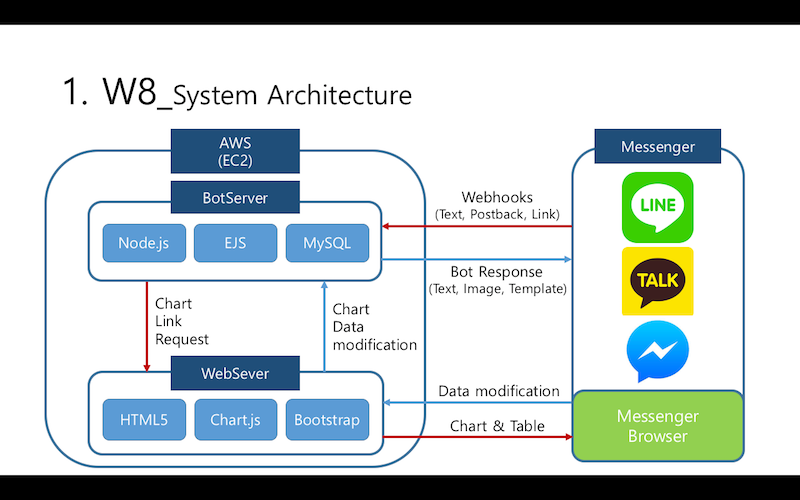 1. W8_System Architecture
AWS
(EC2)
BotServer
Node.js
EJS
MySQL
Chart
Link
Request
Chart
Data
modification
WebSever
HTML5
Chart.js
Bootstrap
Webhooks
(Text, Postback, Link)
Bot Response
(Text, Image, Template)
Data modification
Chart & Table
Messenger
LINE
TALK
Messenger
Browser